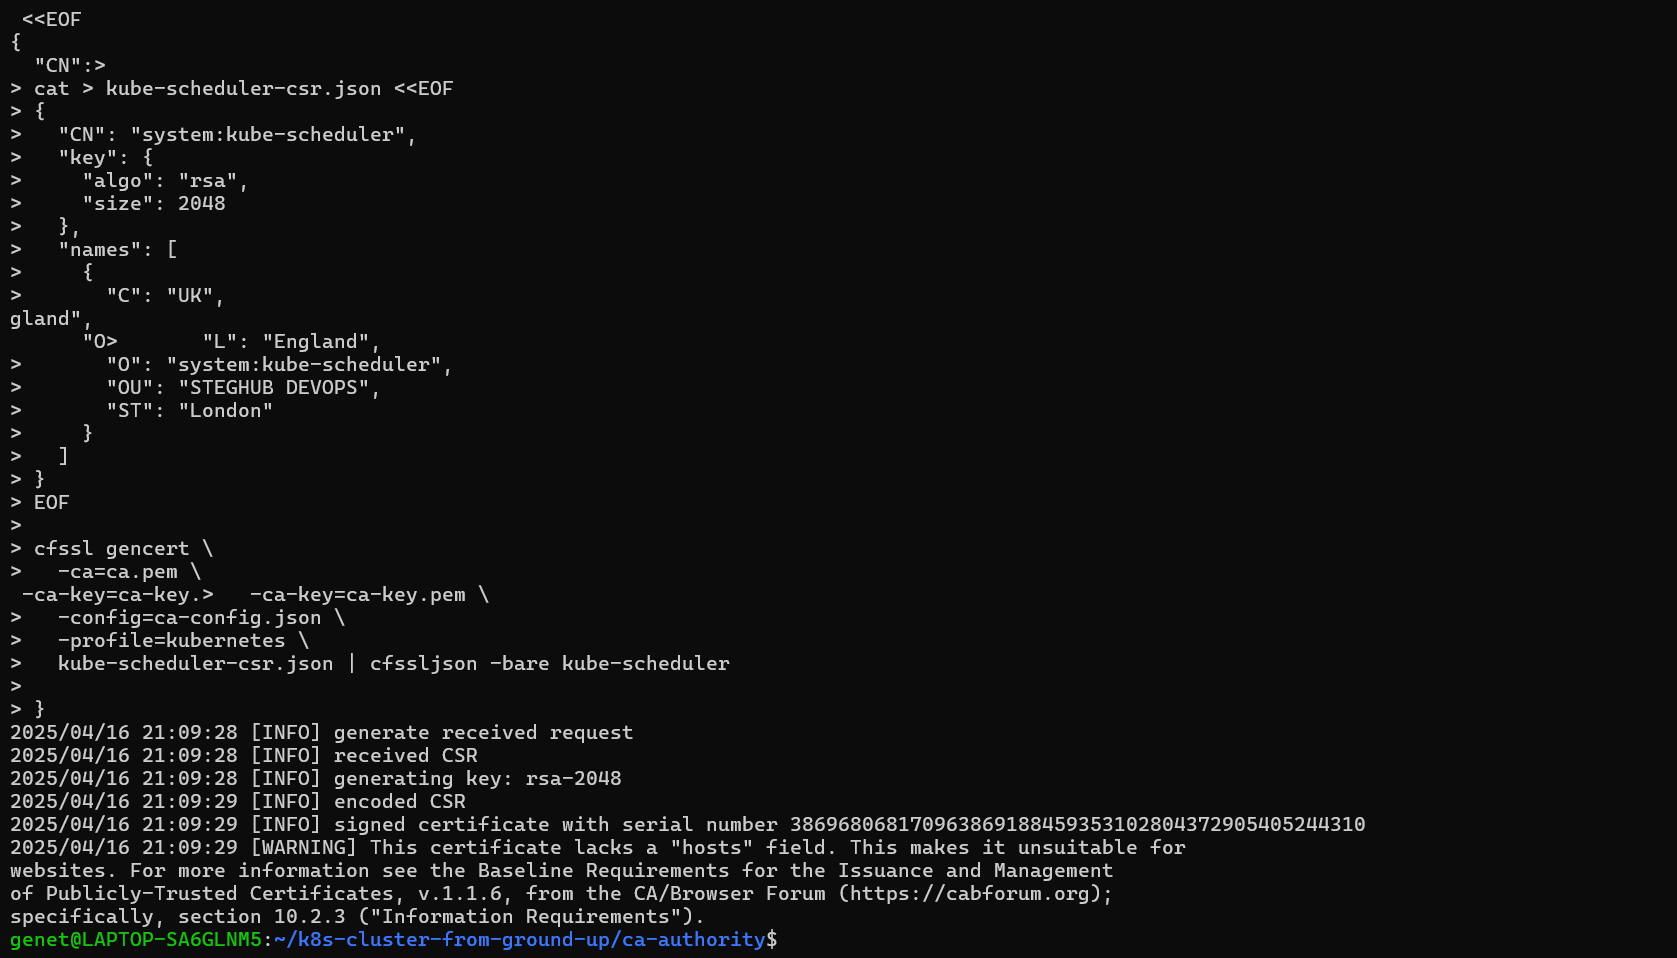 <<EOF
{
  "CN":>
> cat > kube-scheduler-csr.json <<EOF
> {
>   "CN": "system:kube-scheduler",
>   "key": {
>     "algo": "rsa",
>     "size": 2048
>   },
>   "names": [
>     {
>       "C": "UK",
gland",
      "O>       "L": "England",
>       "O": "system:kube-scheduler",
>       "OU": "STEGHUB DEVOPS",
>       "ST": "London"
>     }
>   ]
> }
> EOF
>
> cfssl gencert \
>   -ca=ca.pem \
 -ca-key=ca-key.>   -ca-key=ca-key.pem \
>   -config=ca-config.json \
>   -profile=kubernetes \
>   kube-scheduler-csr.json | cfssljson -bare kube-scheduler
>
> }
2025/04/16 21:09:28 [INFO] generate received request
2025/04/16 21:09:28 [INFO] received CSR
2025/04/16 21:09:28 [INFO] generating key: rsa-2048
2025/04/16 21:09:29 [INFO] encoded CSR
2025/04/16 21:09:29 [INFO] signed certificate with serial number 386968068170963869188459353102804372905405244310
2025/04/16 21:09:29 [WARNING] This certificate lacks a "hosts" field. This makes it unsuitable for
websites. For more information see the Baseline Requirements for the Issuance and Management
of Publicly-Trusted Certificates, v.1.1.6, from the CA/Browser Forum (https://cabforum.org);
specifically, section 10.2.3 ("Information Requirements").
genet@LAPTOP-SA6GLNM5:~/k8s-cluster-from-ground-up/ca-authority$